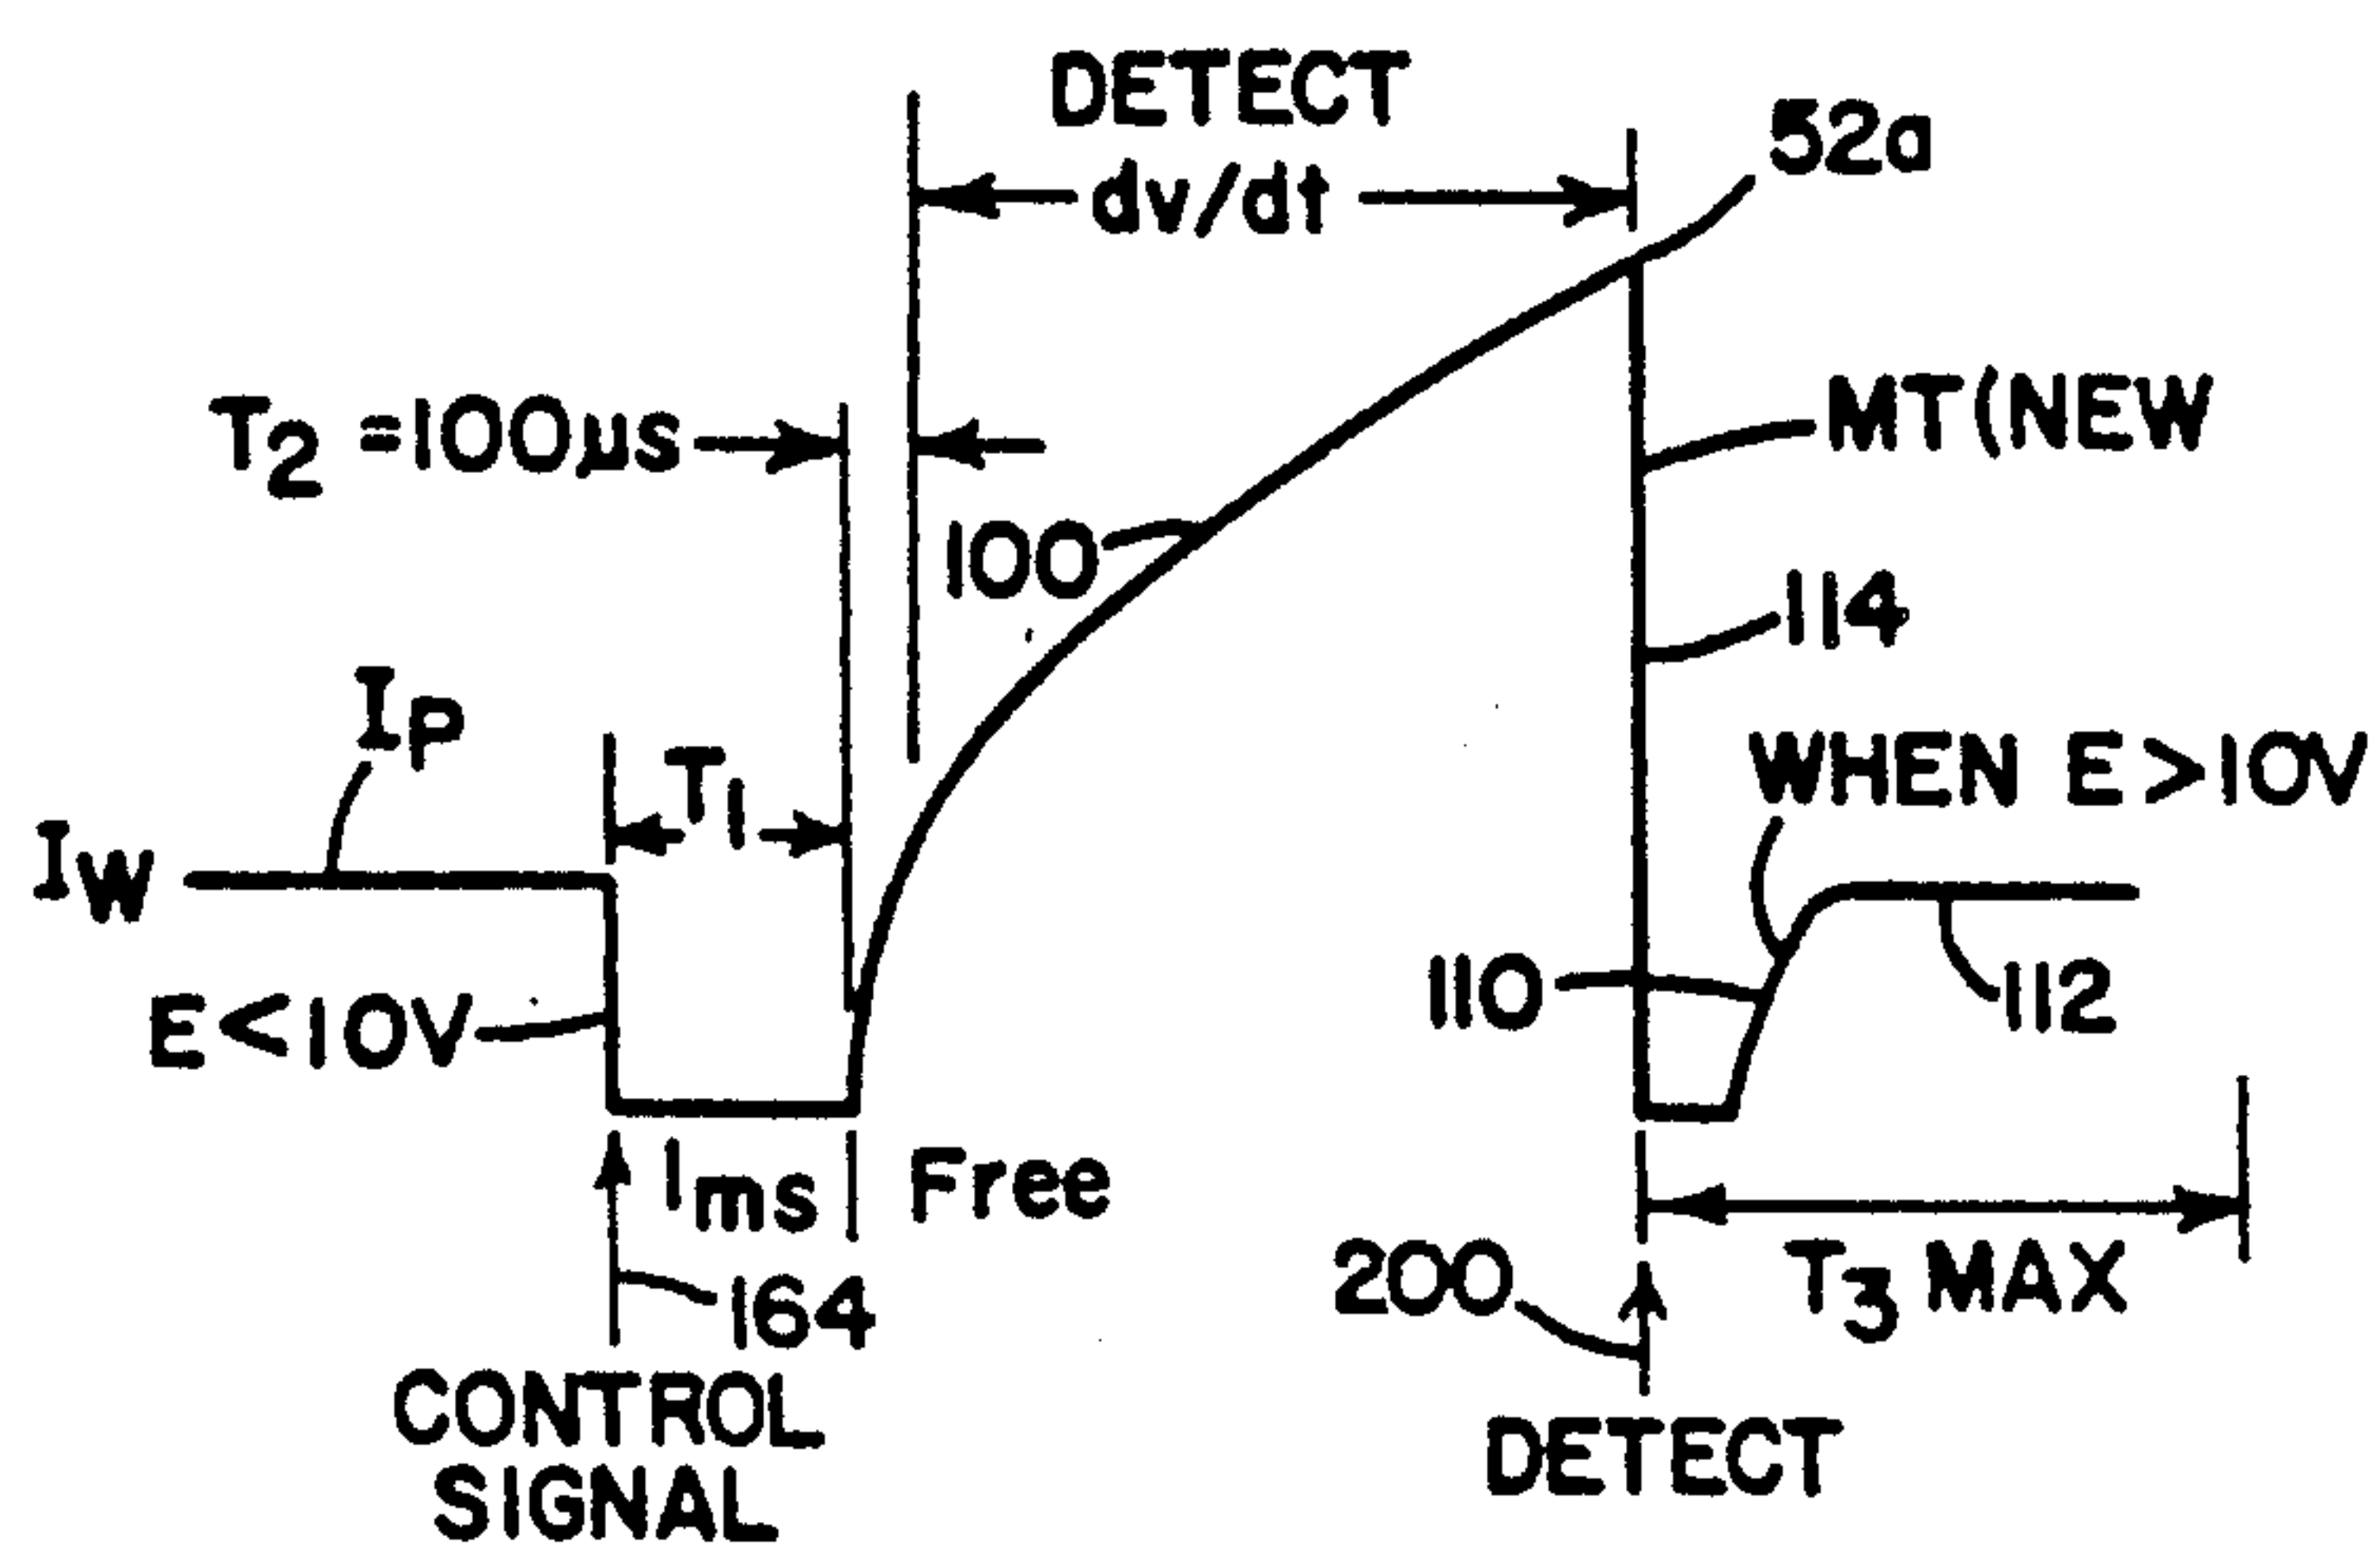 DETECT
dv/dt
52a
T2 =100µs
MT(NEW
100
114
IP
T1
WHEN E>10V
IW
E<10V
110
112
1ms
Free
164
200
T3 MAX
CONTROL
SIGNAL
DETECT